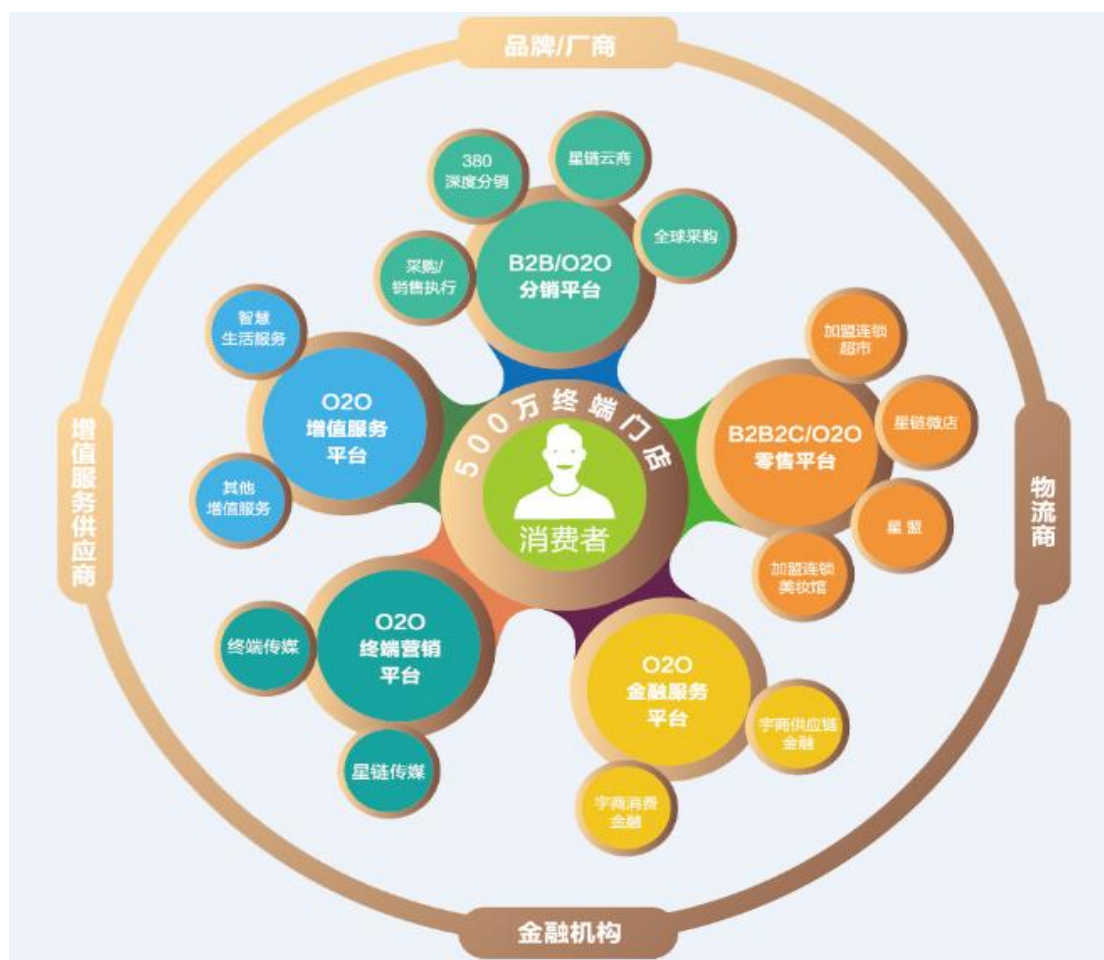 品牌/厂商
380
深度分销
星链云商
全球采购
采购/
销售执行
B2B/O2O
分销平台
智慧
生活服务
O2O
增值服务
平台
其他
增值服务
加盟连锁
超市
星链微店
B2B2C/O2O
零售平台
星盟
加盟连锁
美妆馆
500万终端门店
消费者
增值服务供应商
物流商
终端传媒
O2O
终端营销
平台
星链传媒
O2O
金融服务
平台
宇商供应链
金融
宇商消费
金融
金融机构